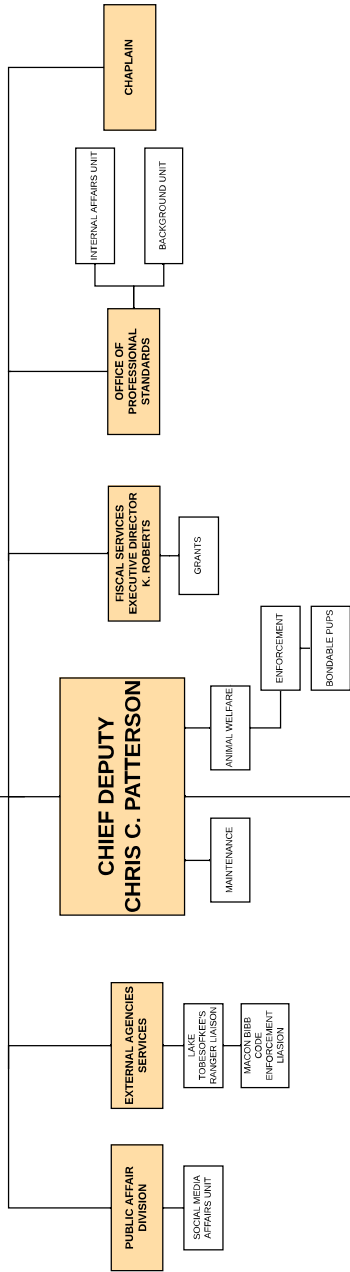 PUBLIC AFFAIR
DIVISION
SOCIAL MEDIA
AFFAIRS UNIT
EXTERNAL AGENCIES
SERVICES
LAKE
TOBESOFKEE'S
RANGER LIAISON
MACON BIBB
CODE
ENFORCEMENT
LIASION
CHIEF DEPUTY
CHRIS C. PATTERSON
MAINTENANCE
ANIMAL WELFARE
ENFORCEMENT
BONDABLE PUPS
FISCAL SERVICES
EXECUTIVE DIRECTOR
K. ROBERTS
GRANTS
OFFICE OF
PROFESSIONAL
STANDARDS
INTERNAL AFFAIRS UNIT
BACKGROUND UNIT
CHAPLAIN